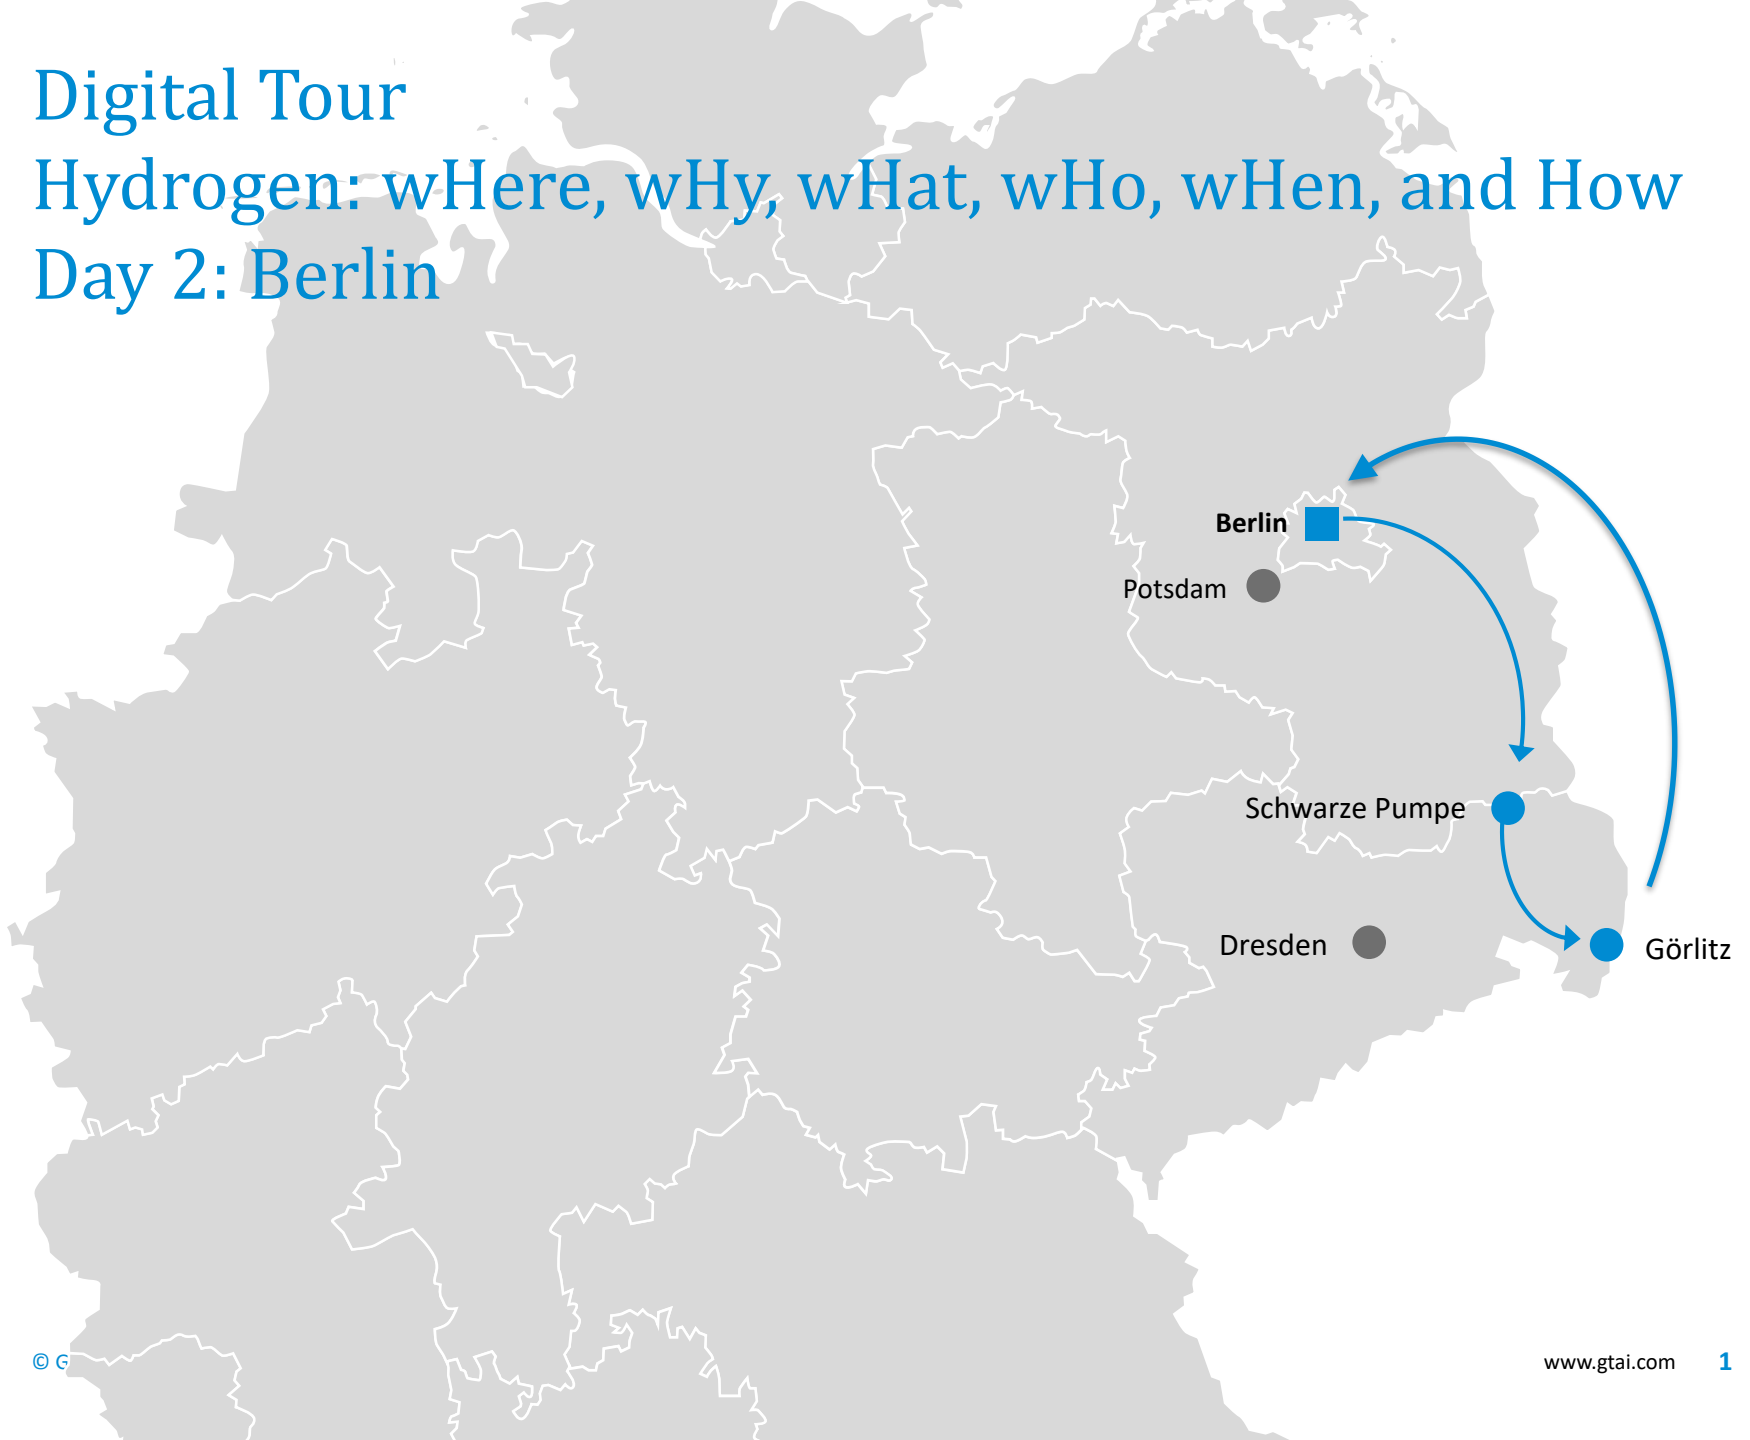 Digital Tour
Hydrogen: wHere, wHy, wHat, wHo, wHen, and How
Day 2: Berlin
Berlin
Potsdam
Schwarze Pumpe
Dresden
Görlitz
© G
www.gtai.com 1